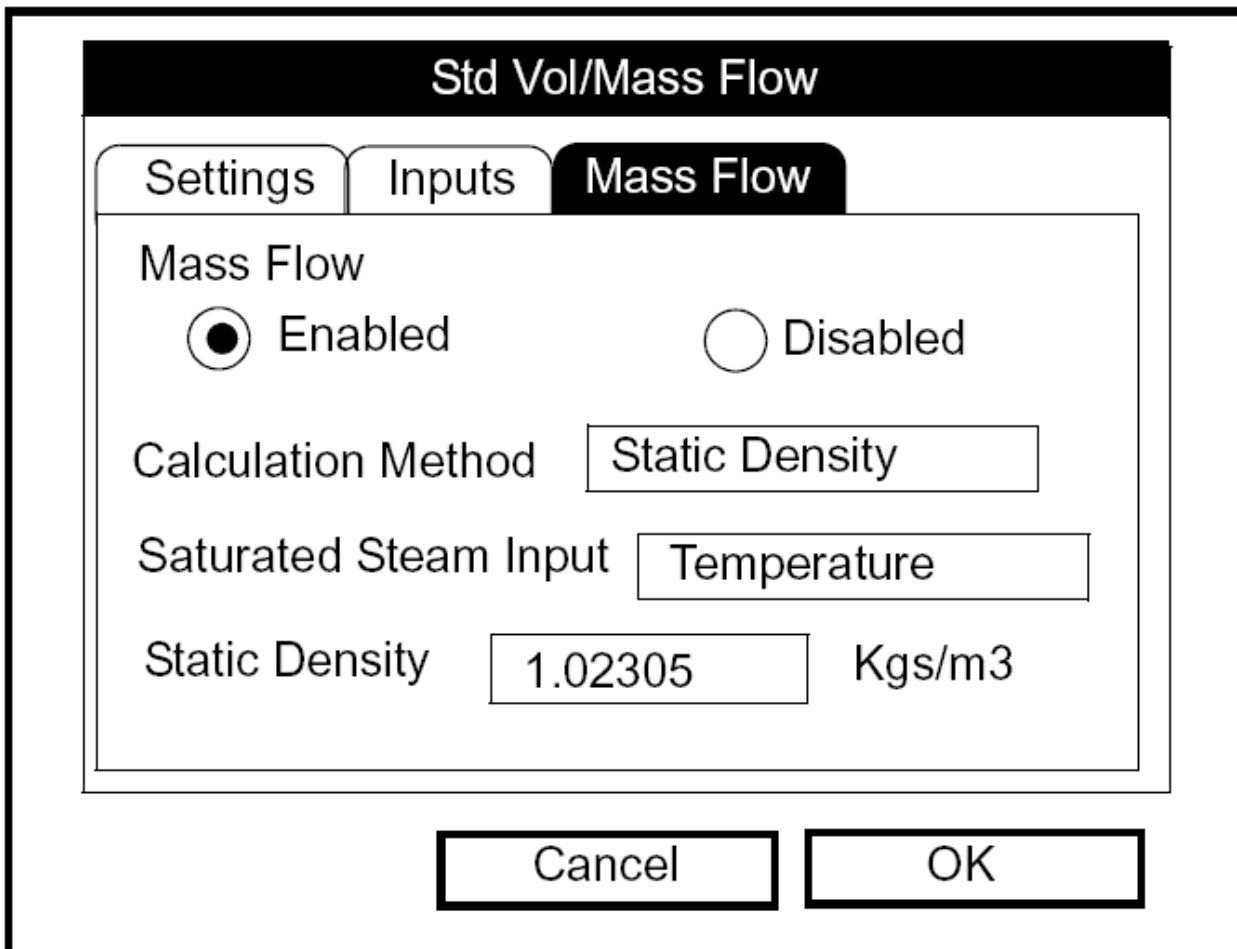 Std Vol/Mass Flow
Settings Inputs Mass Flow
Mass Flow
Enabled Disabled
Calculation Method Static Density
Saturated Steam Input Temperature
Static Density 1.02305 Kgs/m3
Cancel OK